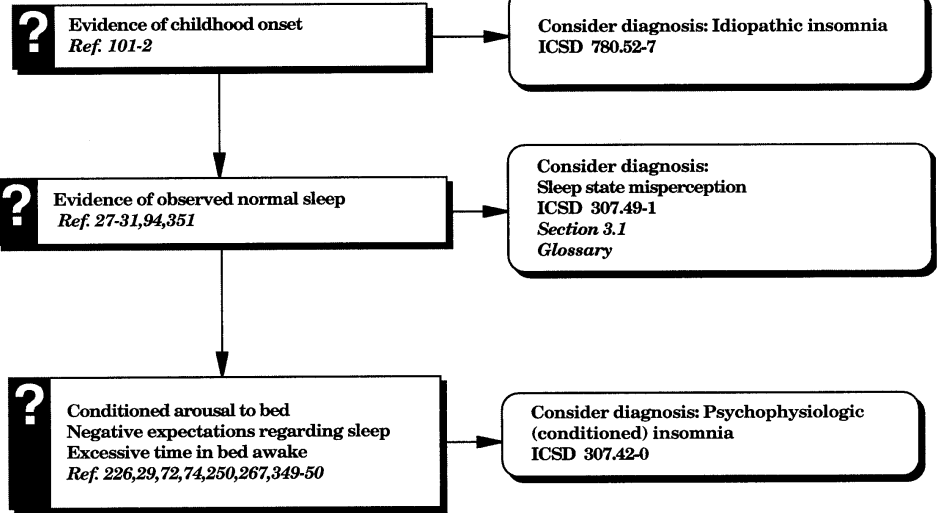 ?
Evidence of childhood onset
Ref. 101-2
Consider diagnosis: Idiopathic insomnia
ICSD 780.52-7
?
Evidence of observed normal sleep
Ref. 27-31,94,351
Consider diagnosis:
Sleep state misperception
ICSD 307.49-1
Section 3.1
Glossary
?
Conditioned arousal to bed
Negative expectations regarding sleep
Excessive time in bed awake
Ref. 226,29,72,74,250,267,349-50
Consider diagnosis: Psychophysiologic
(conditioned) insomnia
ICSD 307.42-0